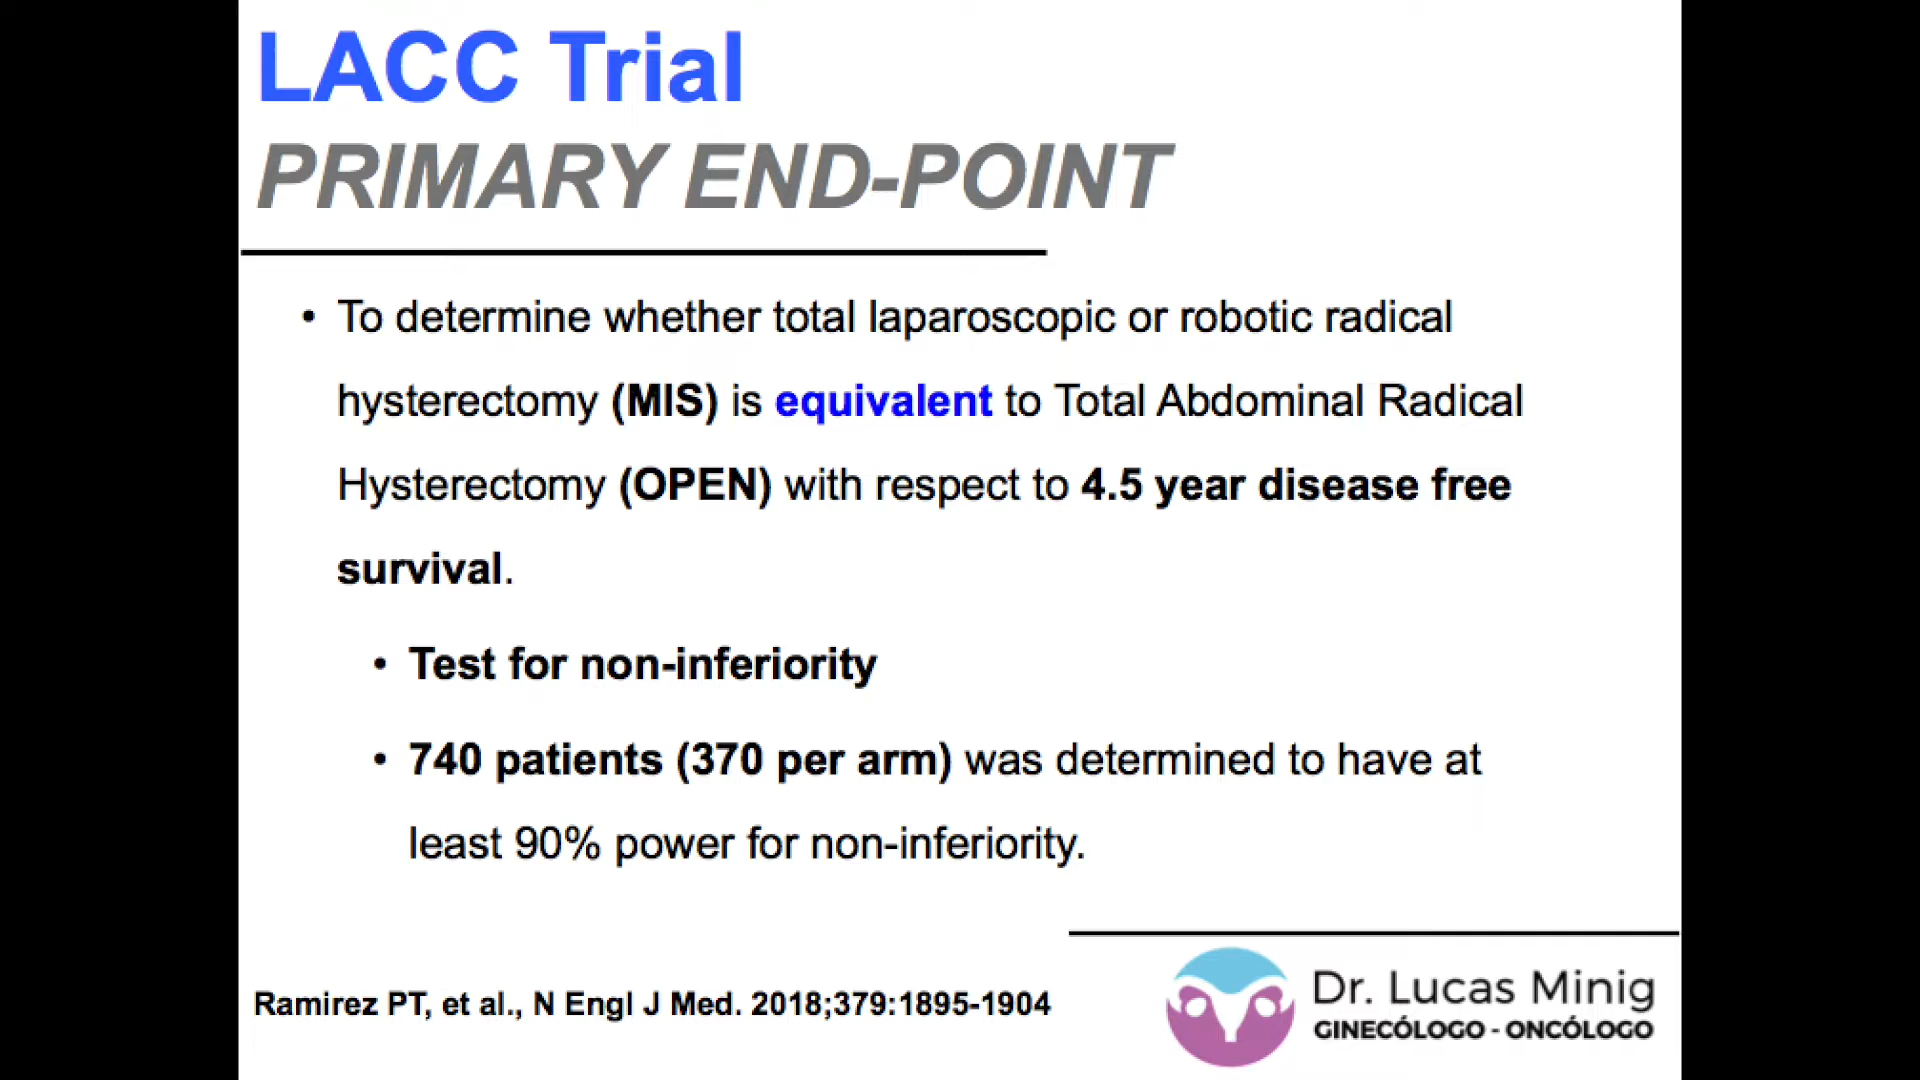 LACC Trial
PRIMARY END-POINT
• To determine whether total laparoscopic or robotic radical
hysterectomy (MIS) is equivalent to Total Abdominal Radical
Hysterectomy (OPEN) with respect to 4.5 year disease free
survival.
• Test for non-inferiority
• 740 patients (370 per arm) was determined to have at
least 90% power for non-inferiority.
Ramirez PT, et al., N Engl J Med. 2018;379:1895-1904
Dr. Lucas Minig
GINECÓLOGO - ONCÓLOGO